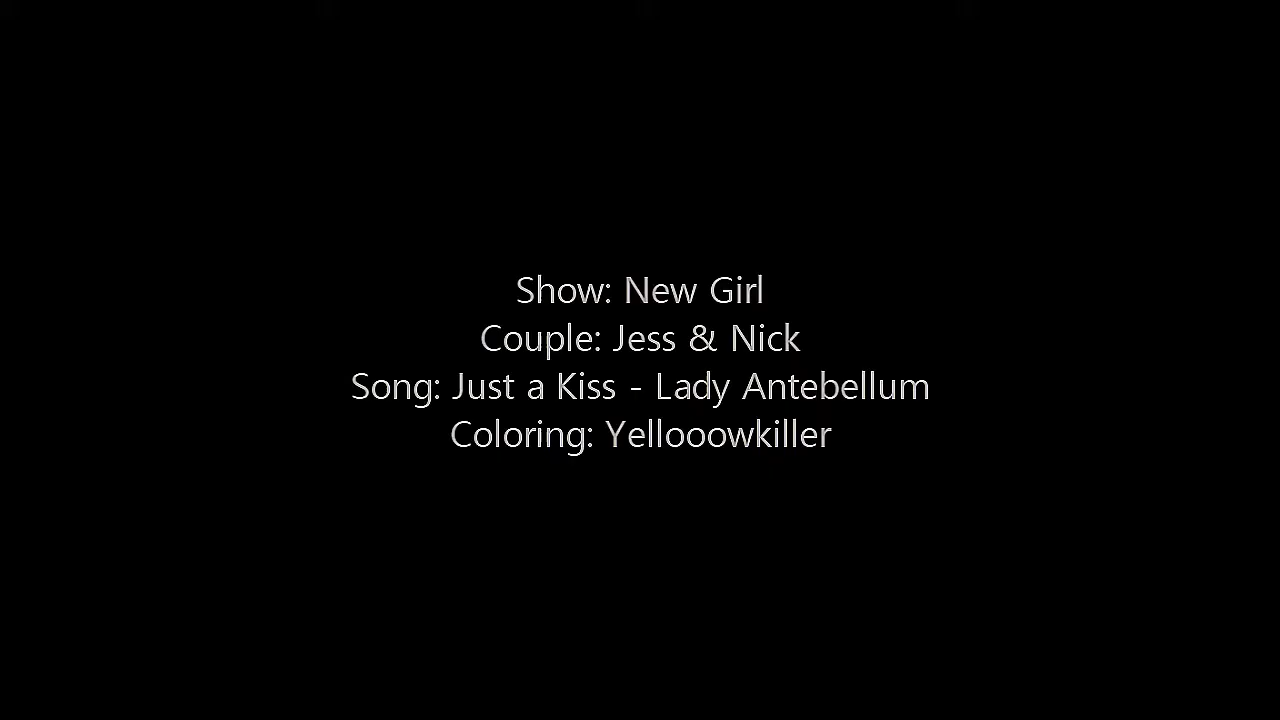 Show: New Girl
Couple: Jess & Nick
Song: Just a Kiss - Lady Antebellum
Coloring: Yellooowkiller